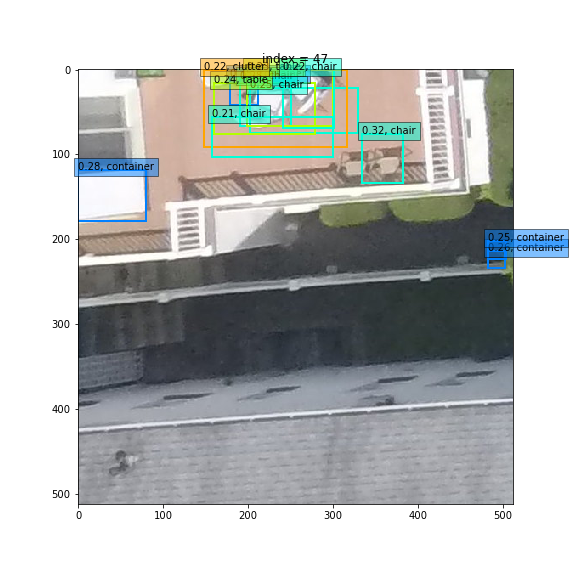 index = 47
0.22, clutter
0.22, chair
0.24, table
chair
0.21, chair
0.32, chair
0.28, container
0.25, container
0.26, container
0
100
200
300
400
500
0
100
200
300
400
500